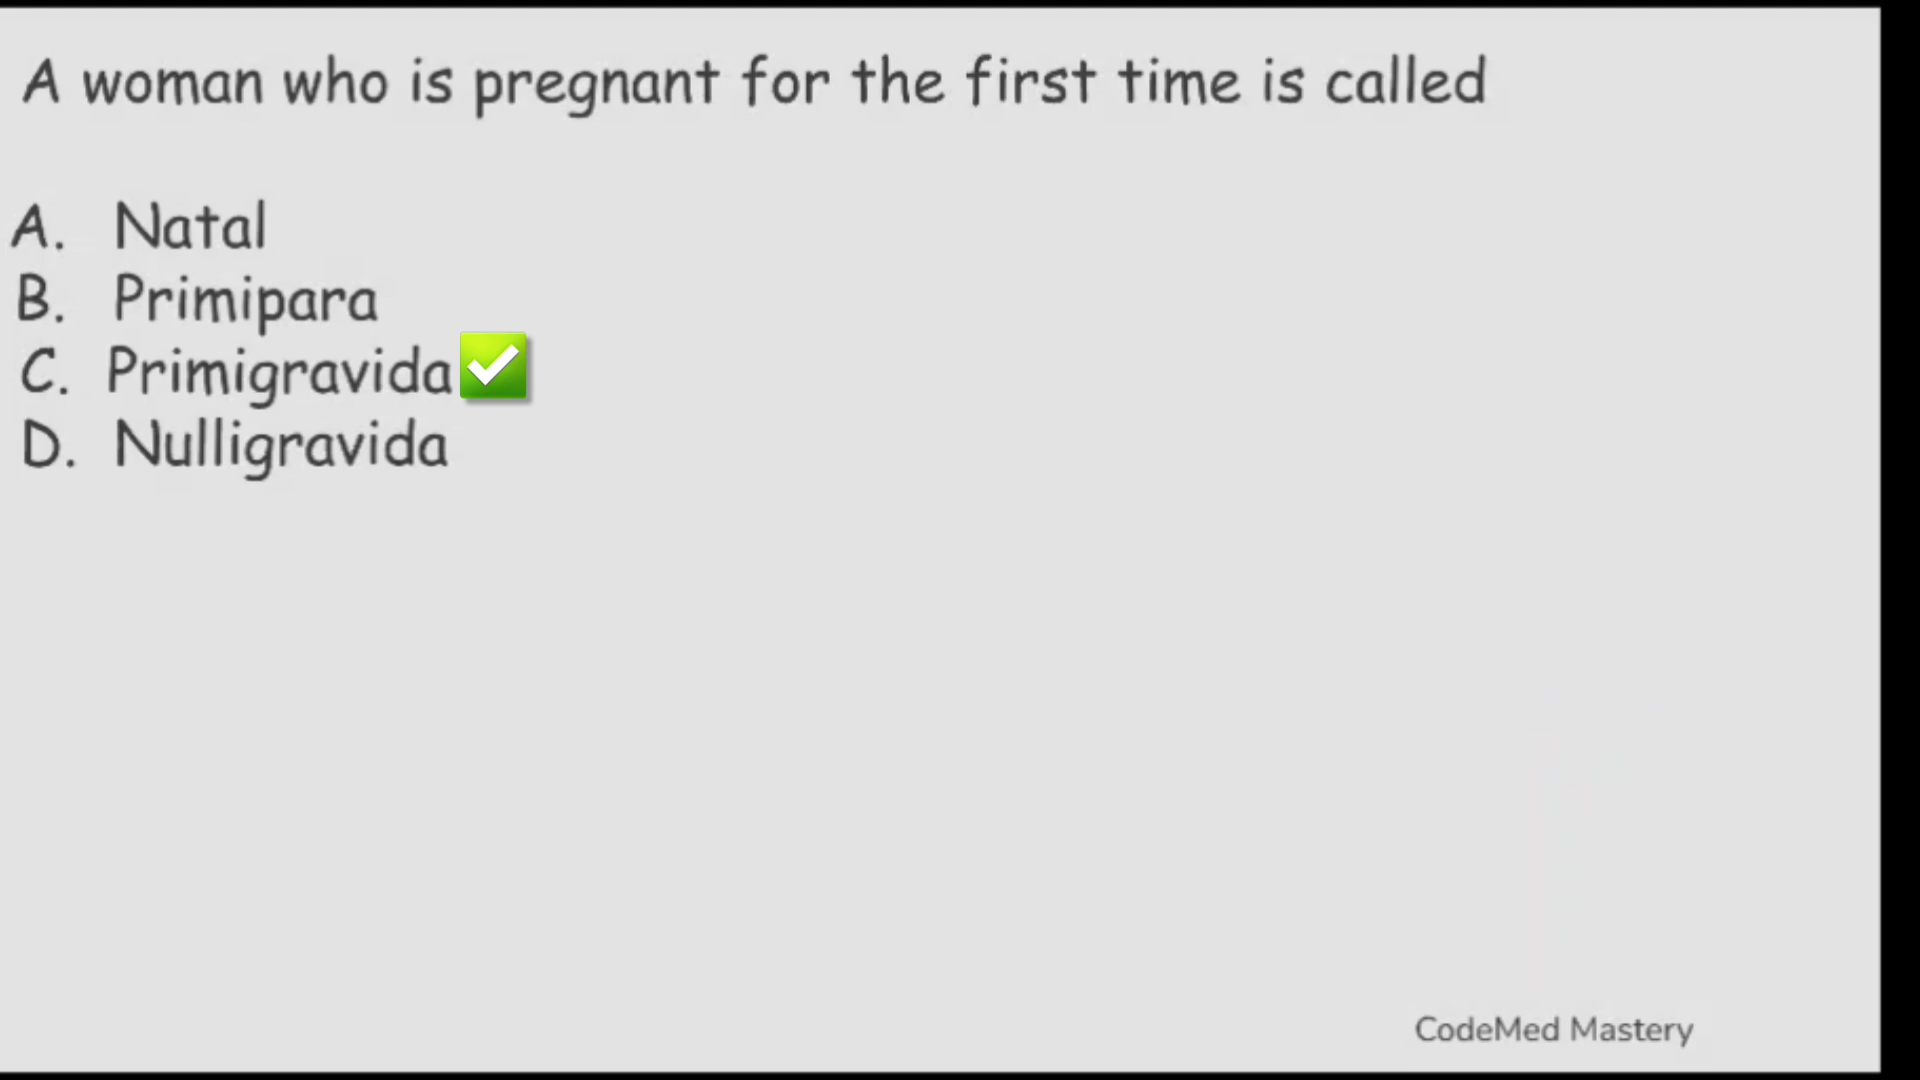 A woman who is pregnant for the first time is called
A. Natal
B. Primipara
C. Primigravida
D. Nulligravida
CodeMed Mastery